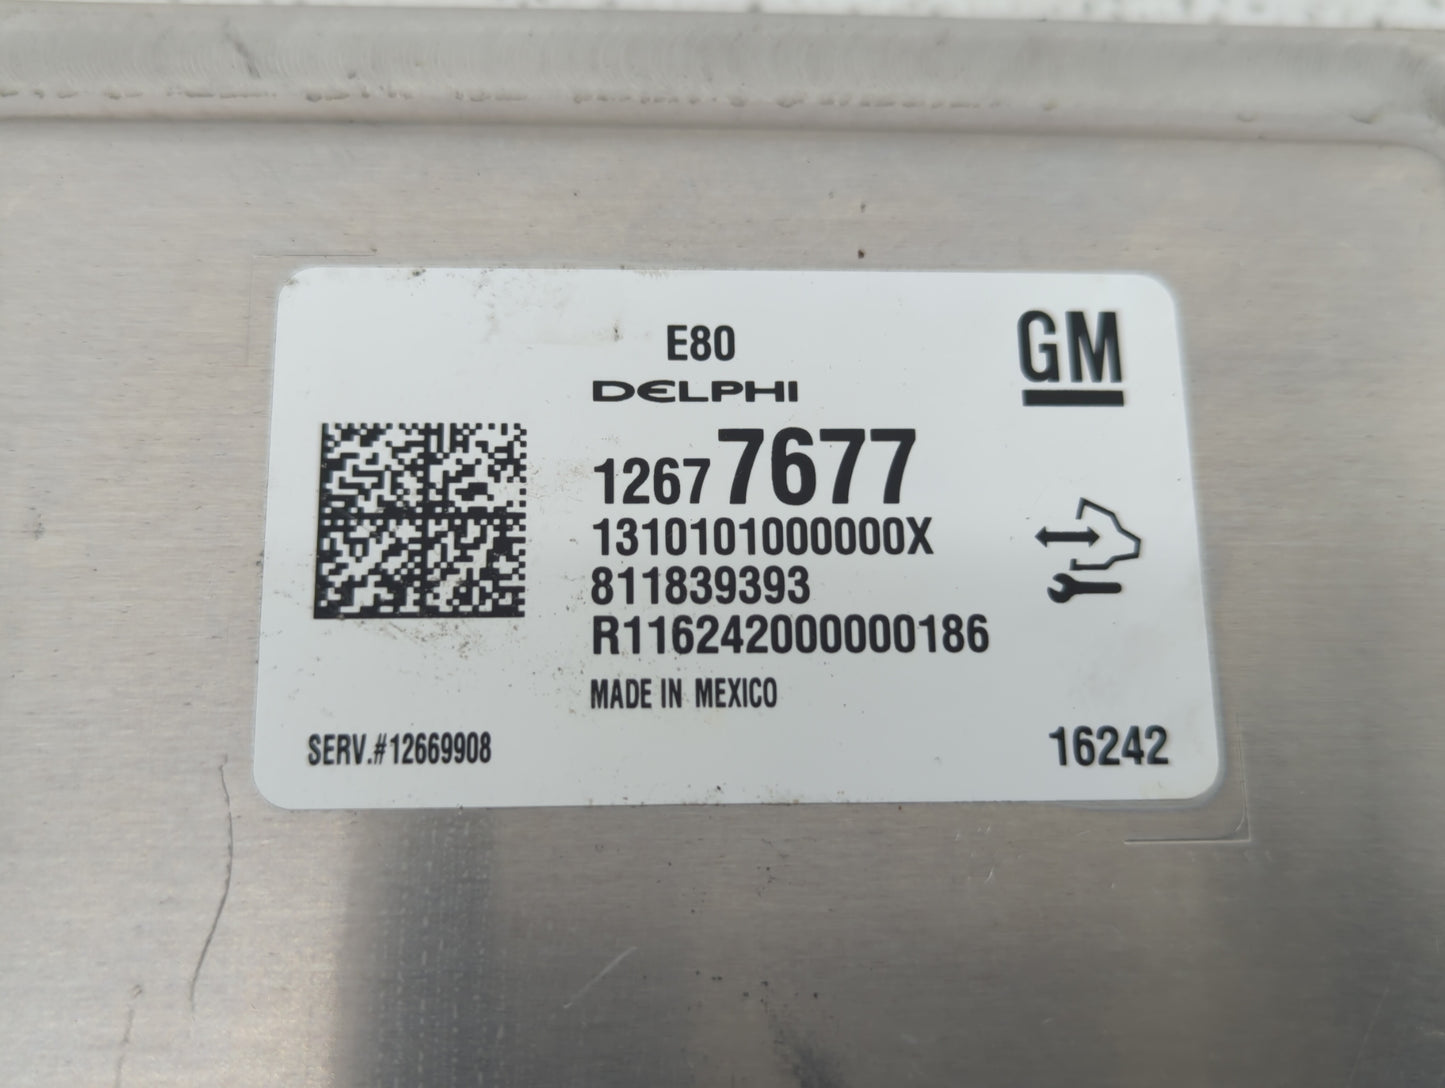 E80
GM
DELPHI
12677677
1310101000000X
811839393
R116242000000186
MADE IN MEXICO
SERV.#12669908
16242